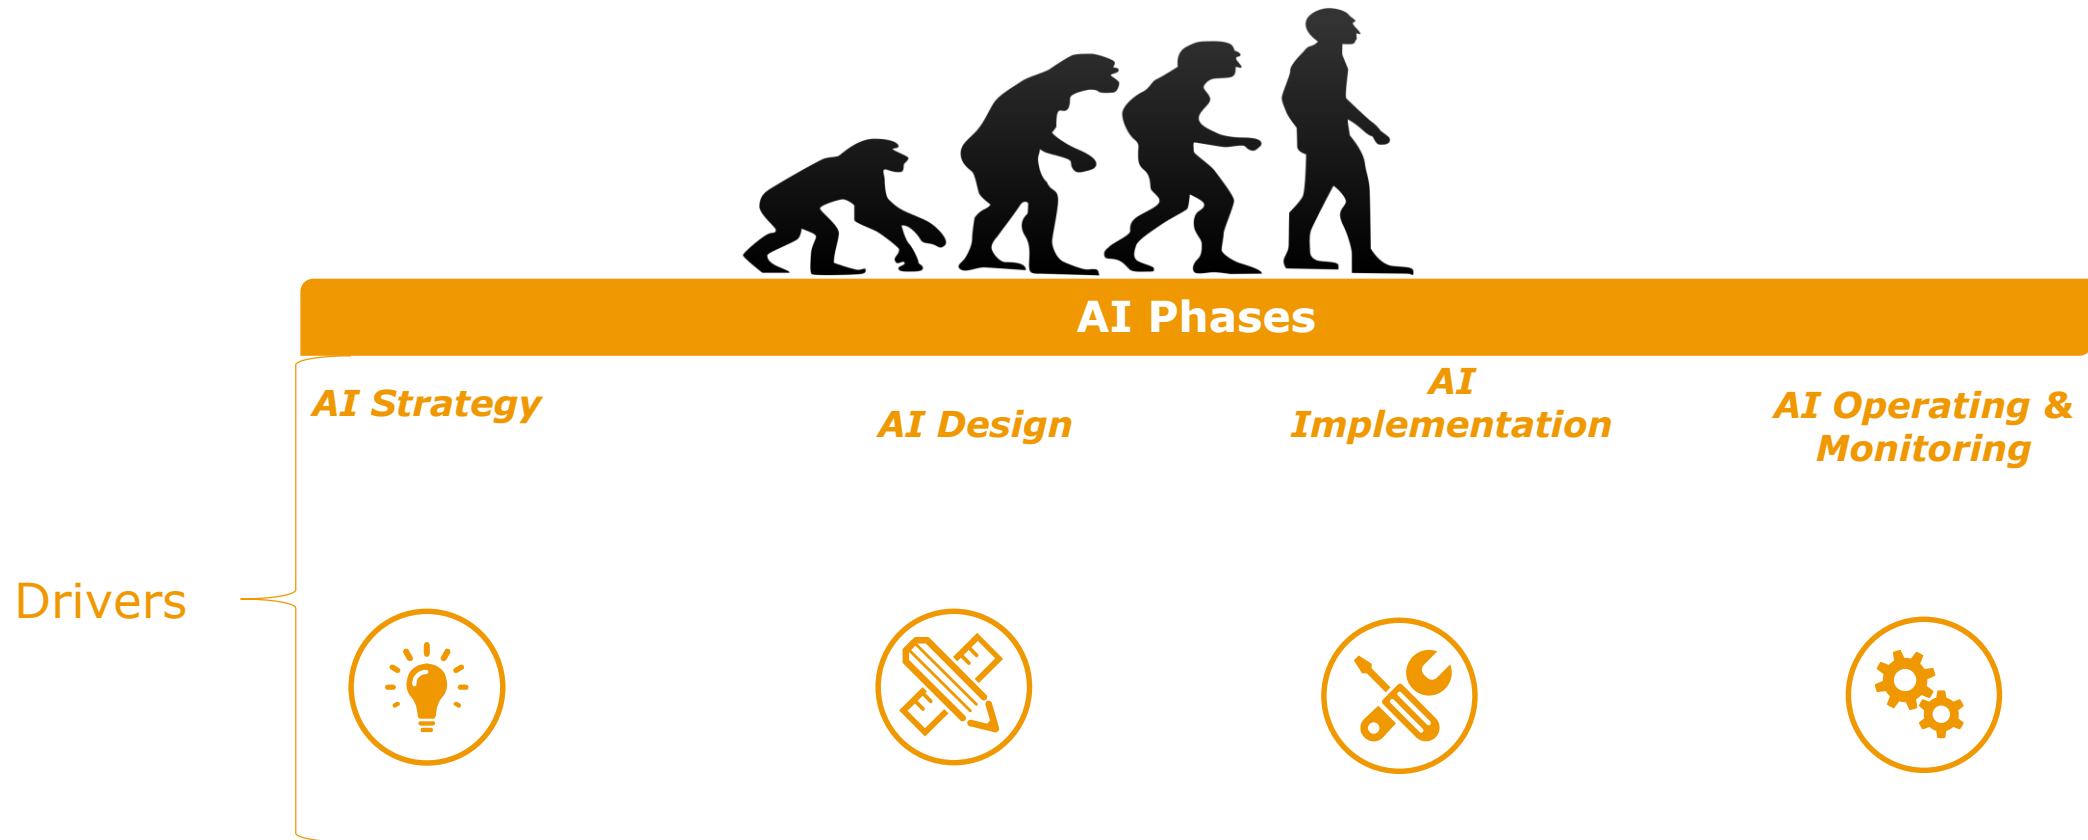 AI Phases
AI Strategy
AI Design
AI
Implementation
AI Operating &
Monitoring
Drivers